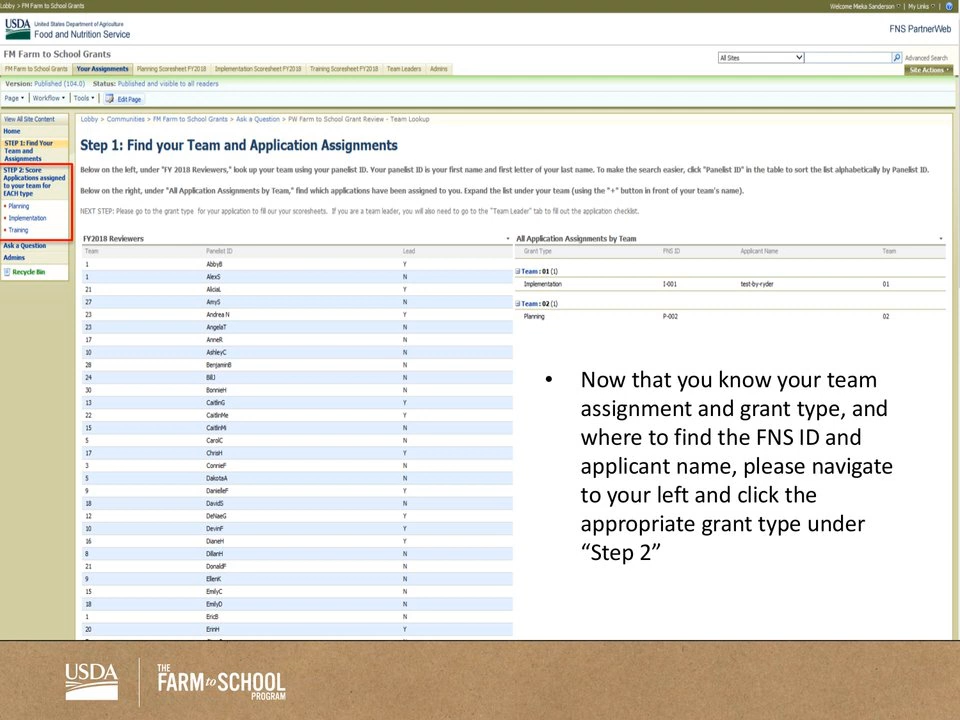 Lobby > FM Farm to School Grants
Welcome Mieka Sanderson | My Links |
USDA United States Department of Agriculture
Food and Nutrition Service
FNS PartnerWeb
FM Farm to School Grants
All Sites
Advanced Search
FM Farm to School Grants Your Assignments Planning Scoresheet FY2018 Implementation Scoresheet FY2018 Training Scoresheet FY2018 Team Leaders Admins
Site Actions
Version: Published (104.0) Status: Published and visible to all readers
Page Workflow Tools Edit Page
View All Site Content
Home
STEP 1: Find Your
Team and
Assignments
STEP 2: Score
Applications assigned
to your team for
EACH type
Planning
Implementation
Training
Ask a Question
Admins
Recycle Bin
Lobby > Communities > FM Farm to School Grants > Ask a Question > PW Farm to School Grant Review - Team Lookup
Step 1: Find your Team and Application Assignments
Below on the left, under "FY 2018 Reviewers," look up your team using your panelist ID. Your panelist ID is your first name and first letter of your last name. To make the search easier, click "Panelist ID" in the table to sort the list alphabetically by Panelist ID.
Below on the right, under "All Application Assignments by Team," find which applications have been assigned to you. Expand the list under your team (using the "+" button in front of your team's name).
NEXT STEP: Please go to the grant type for your application to fill out your scoresheets. If you are a team leader, you will also need to go to the "Team Leader" tab to fill out the application checklist.
FY2018 Reviewers
Team Panelist ID Lead
1 AbbyB Y
1 AlexS N
21 AliciaL Y
27 AmyS N
23 Andrea N Y
23 AngelaT N
17 AnneR N
10 AshleyC N
28 BenjaminB N
24 BillJ N
30 BonnieH N
13 CaitlinG Y
22 CaitlinMe Y
15 CaitlinMi N
5 CarolC N
17 ChrisH Y
3 ConnieF N
5 DakotaA N
9 DanielleF Y
18 DavidS N
12 DeNaeG Y
10 DevinF Y
16 DianeH Y
8 DillanH N
21 DonaldF N
9 EllenK N
15 EmilyC N
18 EmilyD N
1 EricB N
20 ErinH Y
All Application Assignments by Team
Grant Type FNS ID Applicant Name Team
Team : 01 (1)
Implementation I-001 test-by-ryder 01
Team : 02 (1)
Planning P-002 02
• Now that you know your team
assignment and grant type, and
where to find the FNS ID and
applicant name, please navigate
to your left and click the
appropriate grant type under
“Step 2”
USDA
THE
FARM to SCHOOL
PROGRAM